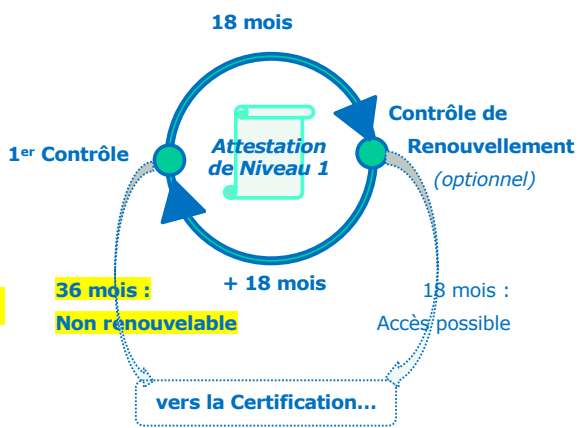 18 mois
Contrôle de
Renouvellement
(optionnel)
1er Contrôle
Attestation
de Niveau 1
+ 18 mois
36 mois :
Non renouvelable
18 mois :
Accès possible
vers la Certification...